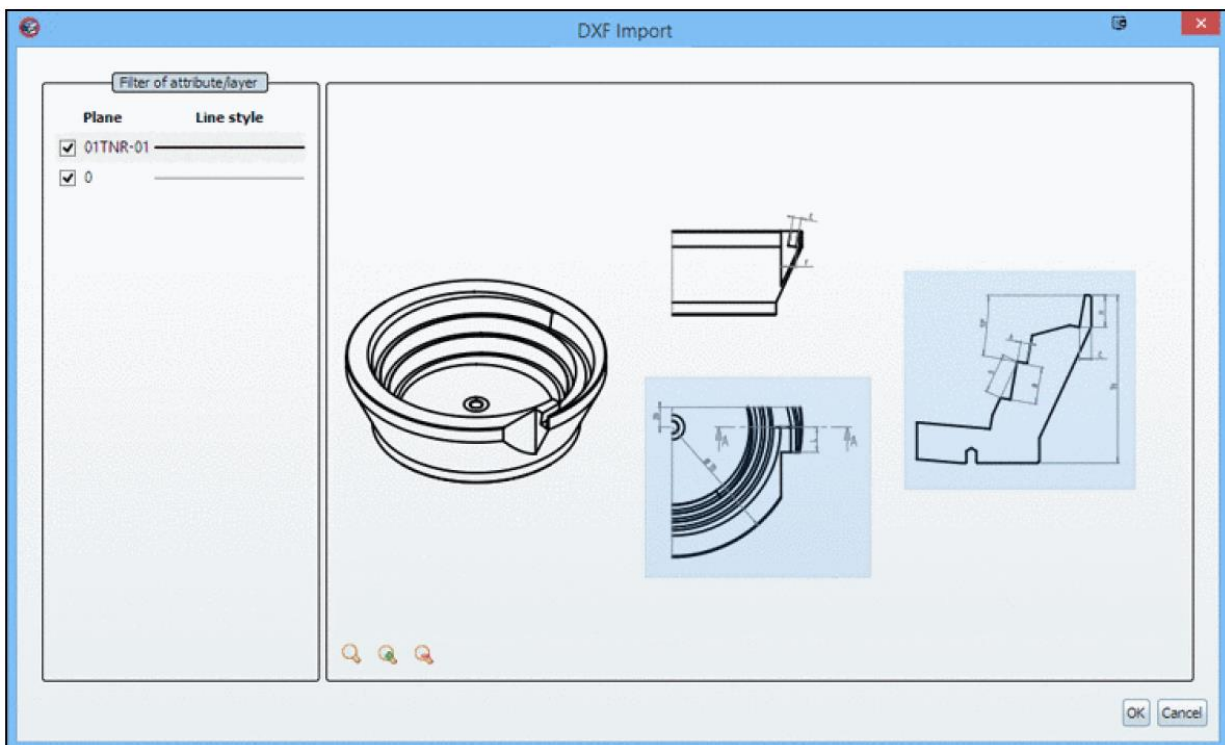 DXF Import
Filter of attribute/layer
Plane Line style
01TNR-01
0
A A
OK Cancel